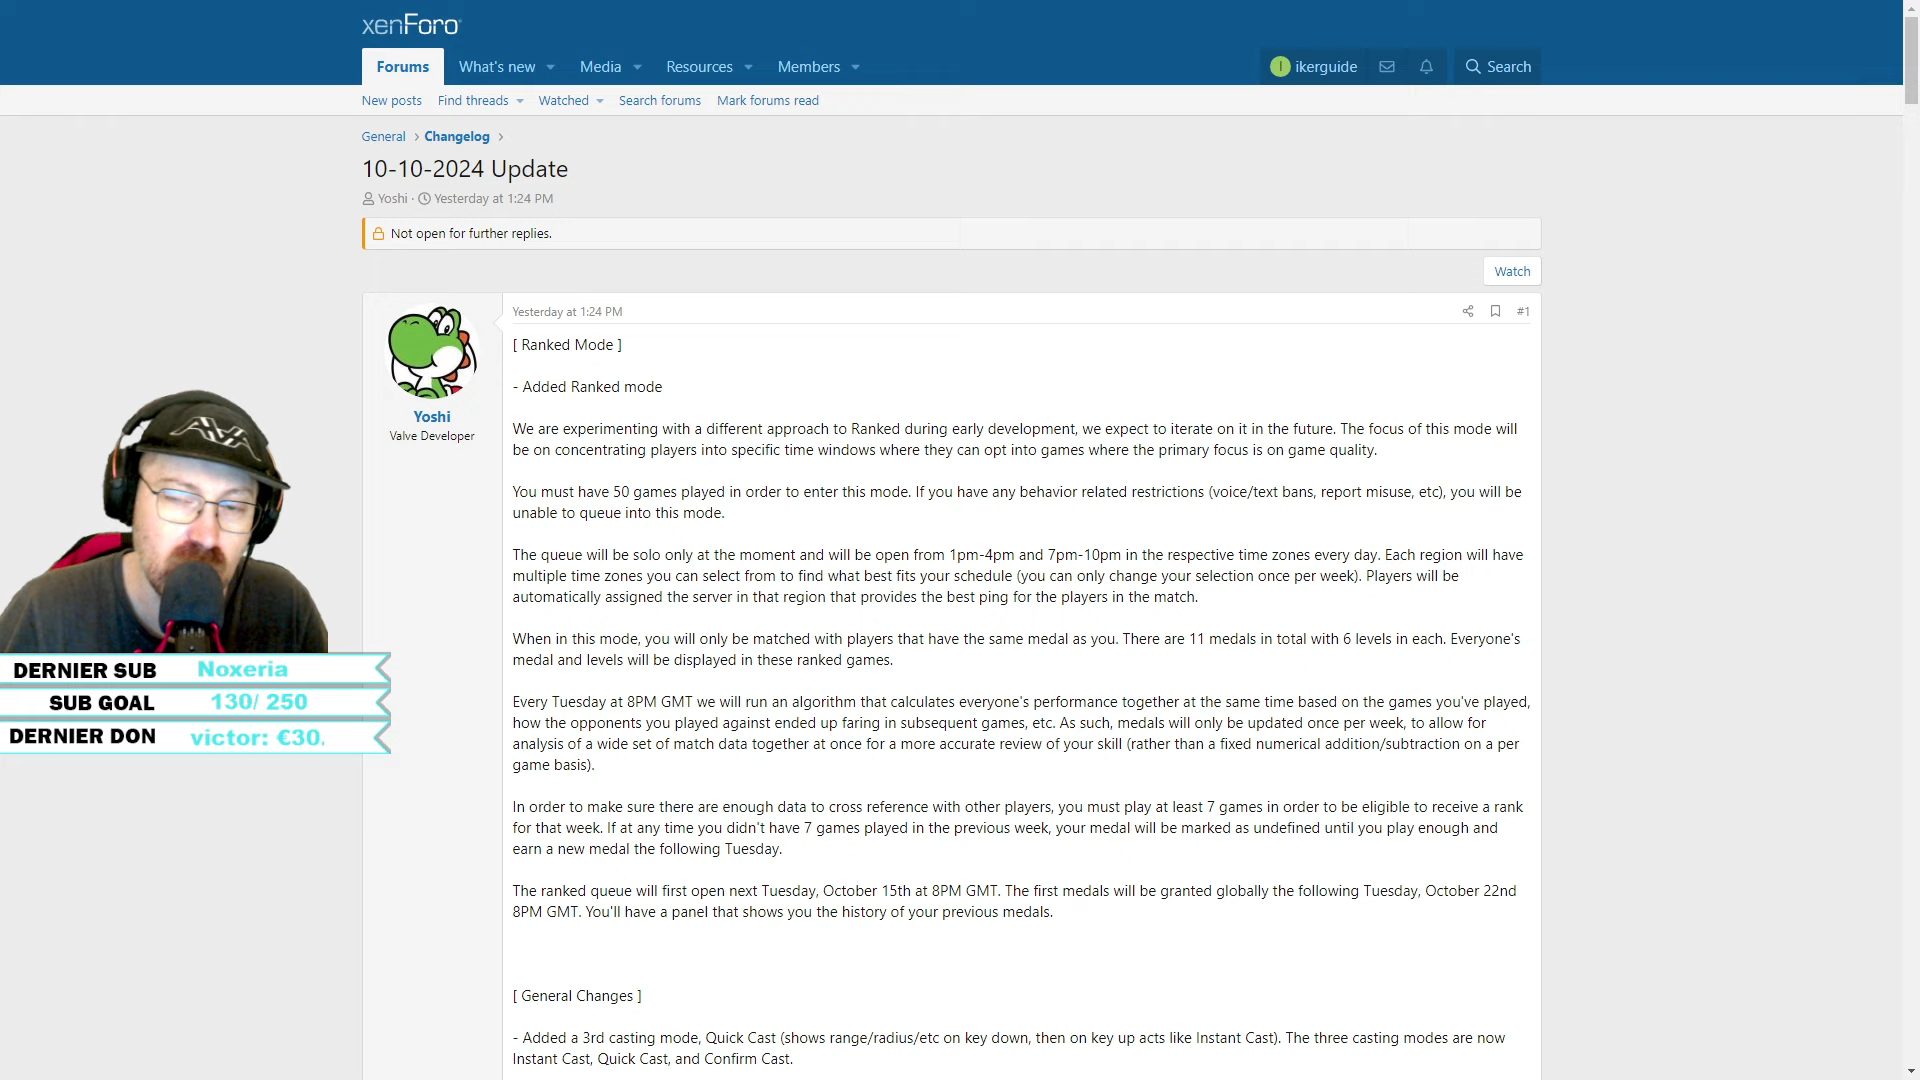 xenForo
Forums What's new Media Resources Members
I ikerguide Search
New posts Find threads Watched Search forums Mark forums read
General › Changelog ›
10-10-2024 Update
Yoshi · Yesterday at 1:24 PM
Not open for further replies.
Watch
Yesterday at 1:24 PM #1
Yoshi
Valve Developer
[ Ranked Mode ]
- Added Ranked mode
We are experimenting with a different approach to Ranked during early development, we expect to iterate on it in the future. The focus of this mode will
be on concentrating players into specific time windows where they can opt into games where the primary focus is on game quality.
You must have 50 games played in order to enter this mode. If you have any behavior related restrictions (voice/text bans, report misuse, etc), you will be
unable to queue into this mode.
The queue will be solo only at the moment and will be open from 1pm-4pm and 7pm-10pm in the respective time zones every day. Each region will have
multiple time zones you can select from to find what best fits your schedule (you can only change your selection once per week). Players will be
automatically assigned the server in that region that provides the best ping for the players in the match.
When in this mode, you will only be matched with players that have the same medal as you. There are 11 medals in total with 6 levels in each. Everyone's
medal and levels will be displayed in these ranked games.
Every Tuesday at 8PM GMT we will run an algorithm that calculates everyone's performance together at the same time based on the games you've played,
how the opponents you played against ended up faring in subsequent games, etc. As such, medals will only be updated once per week, to allow for
analysis of a wide set of match data together at once for a more accurate review of your skill (rather than a fixed numerical addition/subtraction on a per
game basis).
In order to make sure there are enough data to cross reference with other players, you must play at least 7 games in order to be eligible to receive a rank
for that week. If at any time you didn't have 7 games played in the previous week, your medal will be marked as undefined until you play enough and
earn a new medal the following Tuesday.
The ranked queue will first open next Tuesday, October 15th at 8PM GMT. The first medals will be granted globally the following Tuesday, October 22nd
8PM GMT. You'll have a panel that shows you the history of your previous medals.
[ General Changes ]
- Added a 3rd casting mode, Quick Cast (shows range/radius/etc on key down, then on key up acts like Instant Cast). The three casting modes are now
Instant Cast, Quick Cast, and Confirm Cast.
AVA
DERNIER SUB Noxeria
SUB GOAL 130/ 250
DERNIER DON victor: €30.